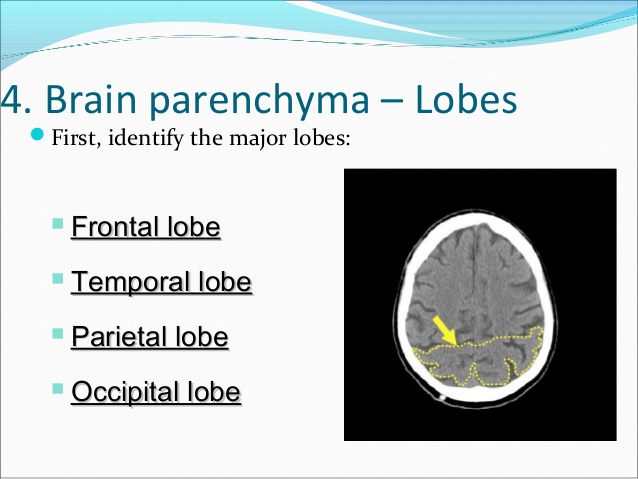 4. Brain parenchyma – Lobes
First, identify the major lobes:
Frontal lobe
Temporal lobe
Parietal lobe
Occipital lobe